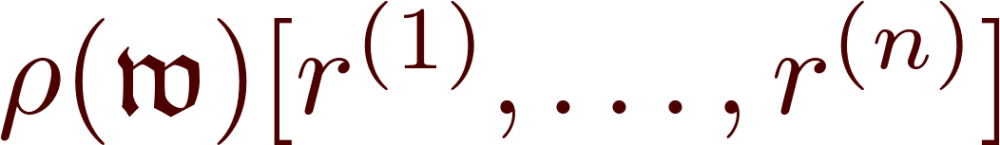 ρ(𝔴)[r⁽¹⁾, . . . , r⁽ⁿ⁾]